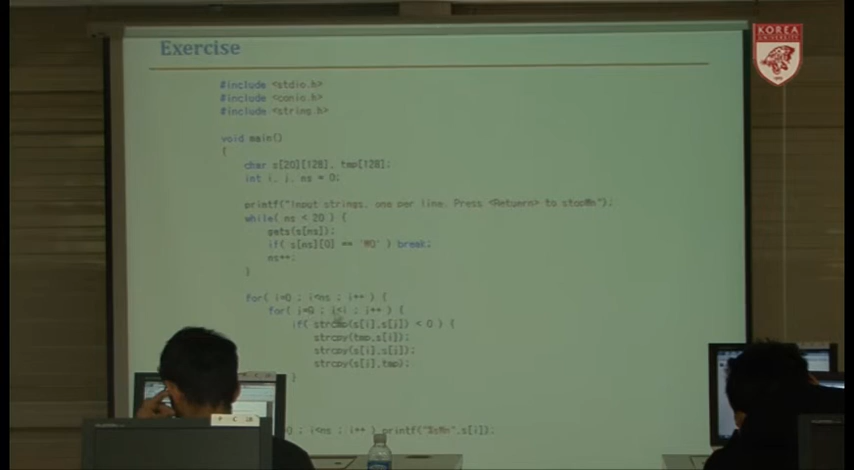 KOREA
UNIVERSITY
Exercise
#include <stdio.h>
#include <conio.h>
#include <string.h>
void main()
{
char s[20][128], tmp[128];
int i, j, ns = 0;
printf("Input strings, one per line. Press <Retuern> to stop₩n");
while( ns < 20 ) {
gets(s[ns]);
if( s[ns][0] == '₩0' ) break;
ns++;
}
for( i=0 ; i<ns ; i++ ) {
for( j=0 ; j<i ; j++ ) {
if( strcmp(s[i],s[j]) < 0 ) {
strcpy(tmp,s[i]);
strcpy(s[i],s[j]);
strcpy(s[j],tmp);
}
i<ns ; i++ ) printf("%s₩n",s[i]);